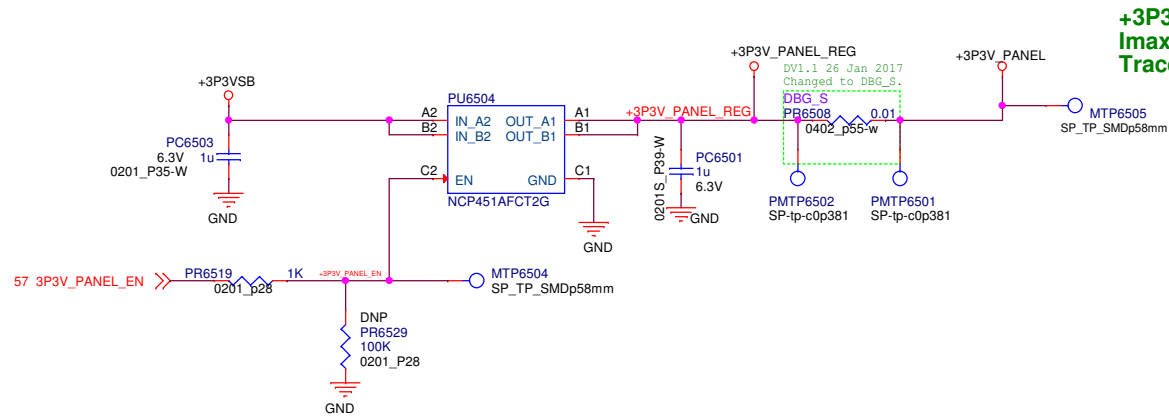 +3P3
Imax
Trace
+3P3V_PANEL_REG
+3P3V_PANEL
DV1.1 26 Jan 2017
Changed to DBG_S.
+3P3VSB
PU6504
DBG_S
MTP6505
SP_TP_SMDp58mm
A2 IN_A2 OUT_A1 A1
+3P3V_PANEL_REG
PR6508 0.01
B2 IN_B2 OUT_B1 B1
0402_p55-w
PC6503
6.3V 1u
0201_P35-W
0201S_P39-W
PC6501
1u
6.3V
C2 EN GND C1
NCP451AFCT2G
PMTP6502
SP-tp-c0p381
PMTP6501
SP-tp-c0p381
GND
GND
GND
57 3P3V_PANEL_EN
PR6519 1K
0201_p28
+3P3V_PANEL_EN
MTP6504
SP_TP_SMDp58mm
DNP
PR6529
100K
0201_P28
GND